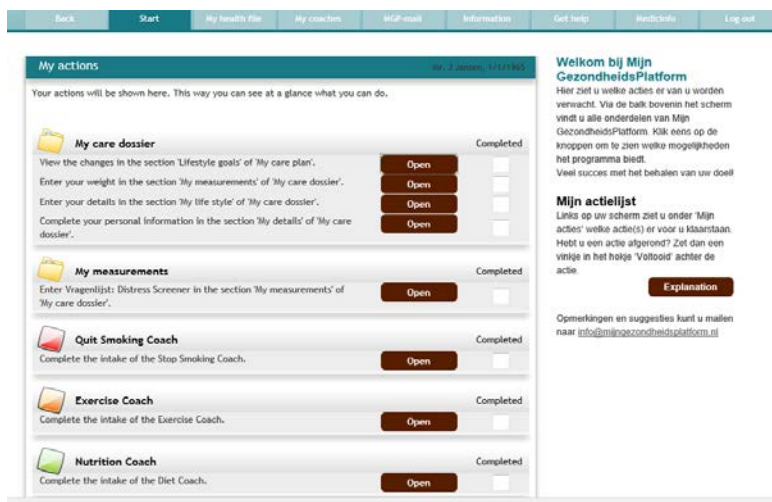 Back Start My health file My coaches MGP-mail Information Get help Medicinfo Log out
My actions
Mr. J Jansen, 1/1/1965
Your actions will be shown here. This way you can see at a glance what you can do.
My care dossier Completed
View the changes in the section 'Lifestyle goals' of 'My care plan'. Open
Enter your weight in the section 'My measurements' of 'My care dossier'. Open
Enter your details in the section 'My life style' of 'My care dossier'. Open
Complete your personal information in the section 'My details' of 'My care Open
dossier'.
My measurements Completed
Enter Vragenlijst: Distress Screener in the section 'My measurements' of Open
'My care dossier'.
Quit Smoking Coach Completed
Complete the intake of the Stop Smoking Coach. Open
Exercise Coach Completed
Complete the intake of the Exercise Coach. Open
Nutrition Coach Completed
Complete the intake of the Diet Coach. Open
Welkom bij Mijn
GezondheidsPlatform
Hier ziet u welke acties er van u worden
verwacht. Via de balk bovenin het scherm
vindt u alle onderdelen van Mijn
GezondheidsPlatform. Klik eens op de
knoppen om te zien welke mogelijkheden
het programma biedt.
Veel succes met het behalen van uw doel!
Mijn actielijst
Links op uw scherm ziet u onder 'Mijn
acties' welke actie(s) er voor u klaarstaan.
Hebt u een actie afgerond? Zet dan een
vinkje in het hokje 'Voltooid' achter de
actie.
Explanation
Opmerkingen en suggesties kunt u mailen
naar info@mijngezondheidsplatform.nl